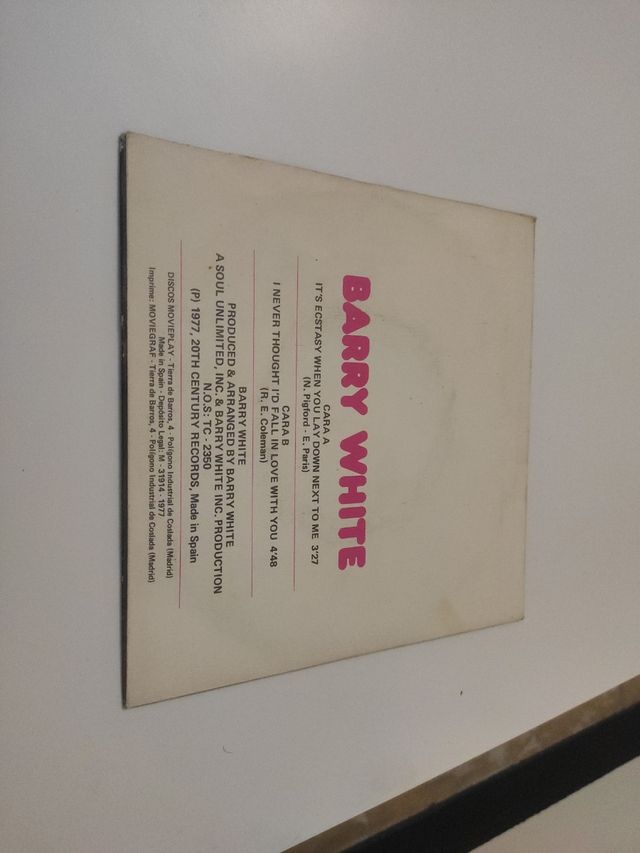 BARRY WHITE
CARA A
IT'S ECSTASY WHEN YOU LAY DOWN NEXT TO ME 3'27
(N. Pigford - E. Paris)
CARA B
I NEVER THOUGHT I'D FALL IN LOVE WITH YOU 4'48
(R. E. Coleman)
BARRY WHITE
PRODUCED & ARRANGED BY BARRY WHITE
A SOUL UNLIMITED, INC. & BARRY WHITE INC. PRODUCTION
N.O.S: TC - 2350
(P) 1977, 20TH CENTURY RECORDS, Made in Spain
DISCOS MOVIEPLAY - Tierra de Barros, 4 - Polígono Industrial de Coslada (Madrid)
Made in Spain - Depósito Legal: M - 31914 - 1977
Imprime: MOVIEGRAF - Tierra de Barros, 4 - Polígono Industrial de Coslada (Madrid)